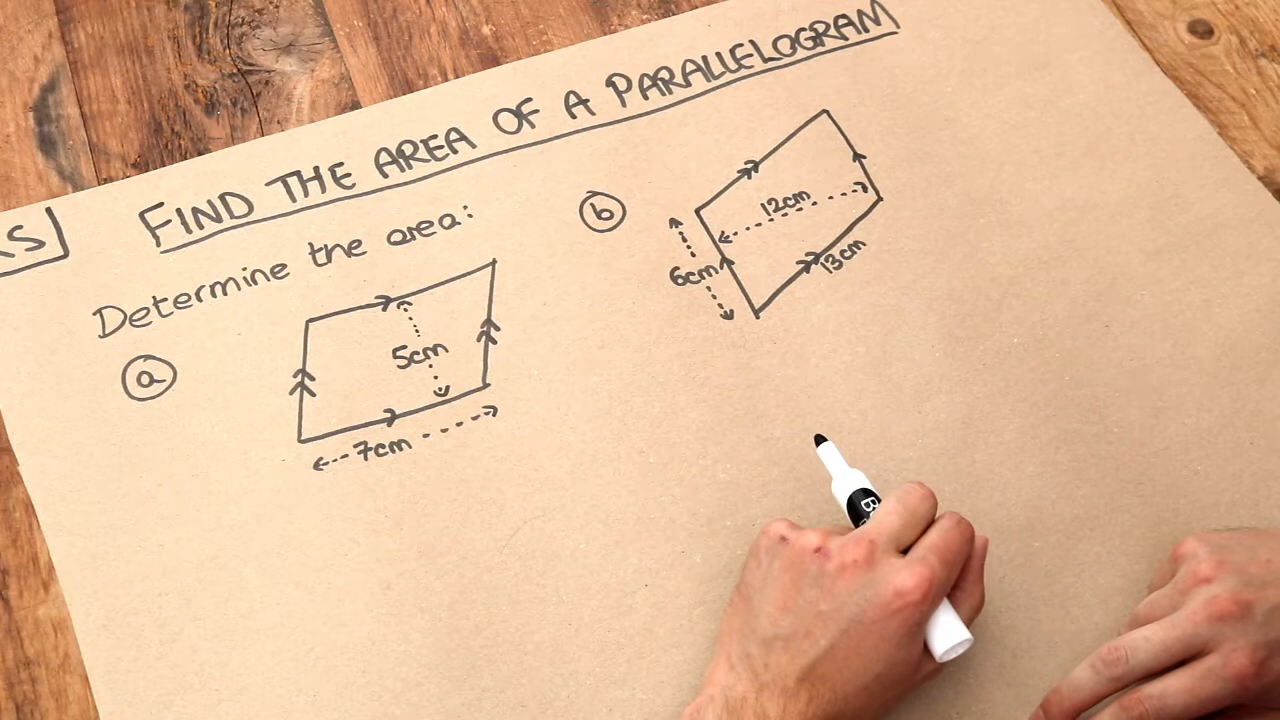 FIND THE AREA OF A PARALLELOGRAM
Determine the area:
a
5cm
7cm
b
12cm
6cm
13cm